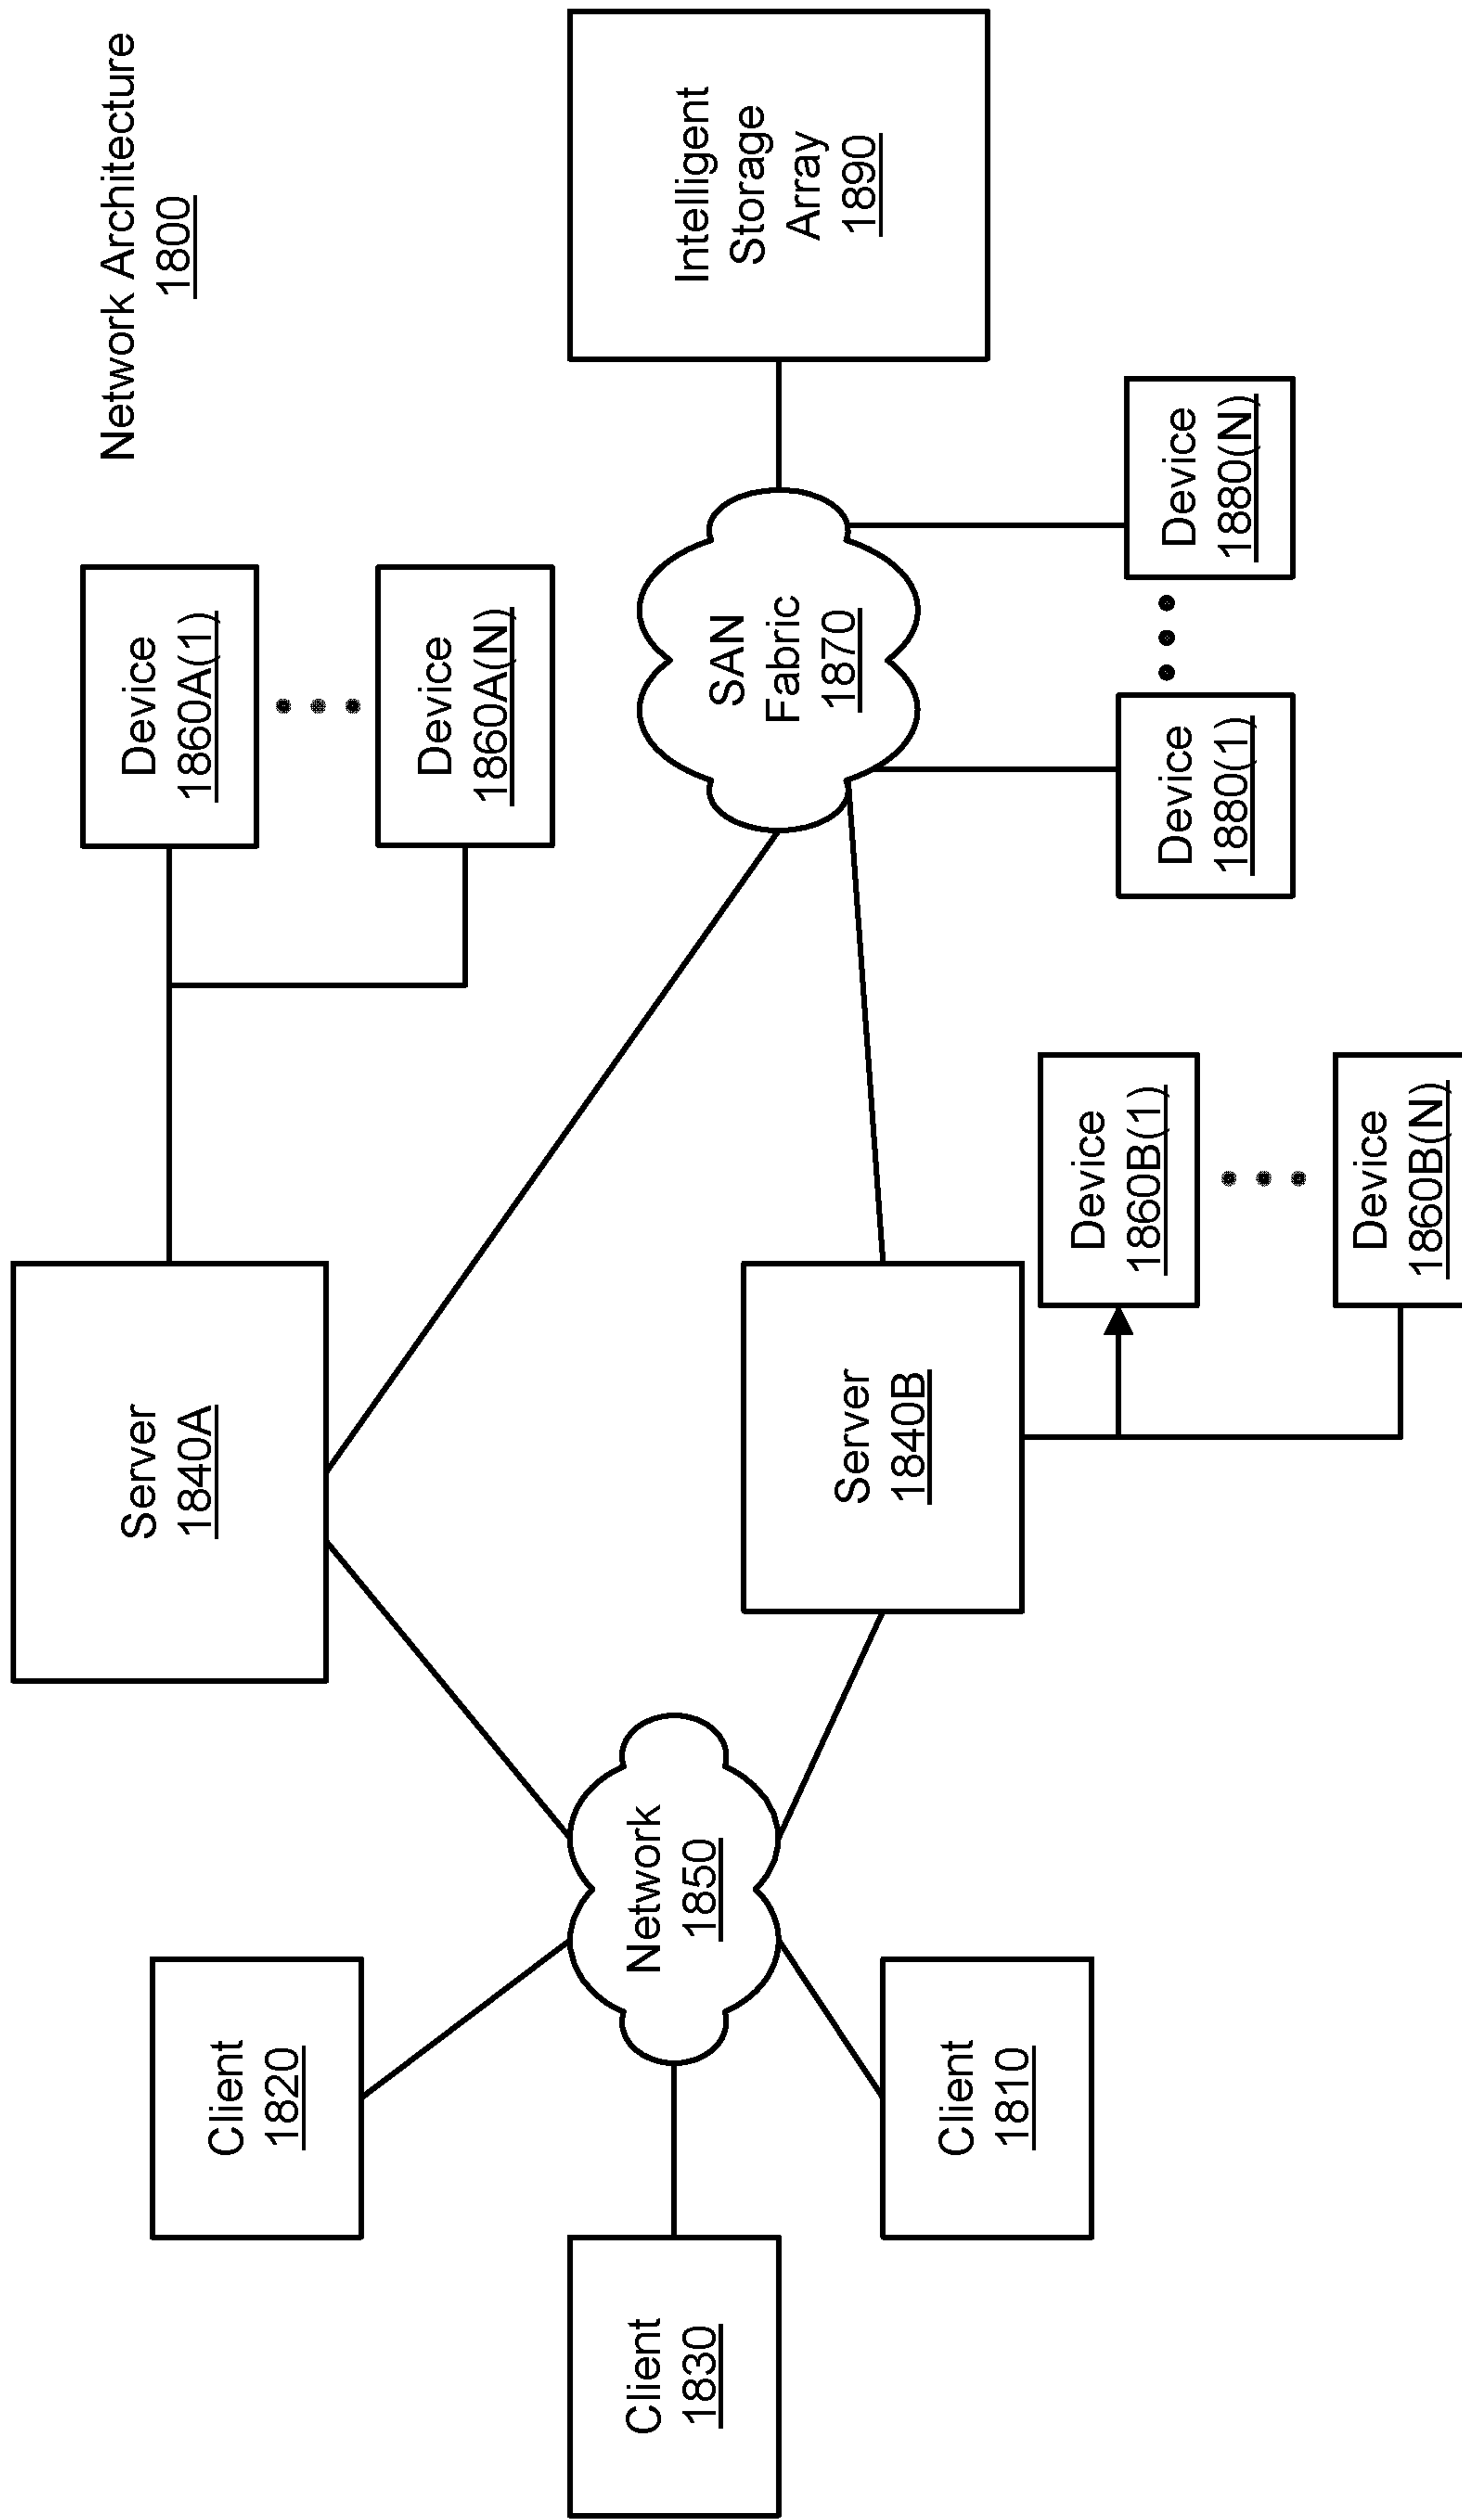 Network Architecture
1800
Server
1840A
Device
1860A(1)
Device
1860A(N)
Client
1820
Client
1830
Network
1850
Client
1810
Server
1840B
SAN
Fabric
1870
Intelligent
Storage
Array
1890
Device
1860B(1)
Device
1860B(N)
Device
1880(1)
Device
1880(N)